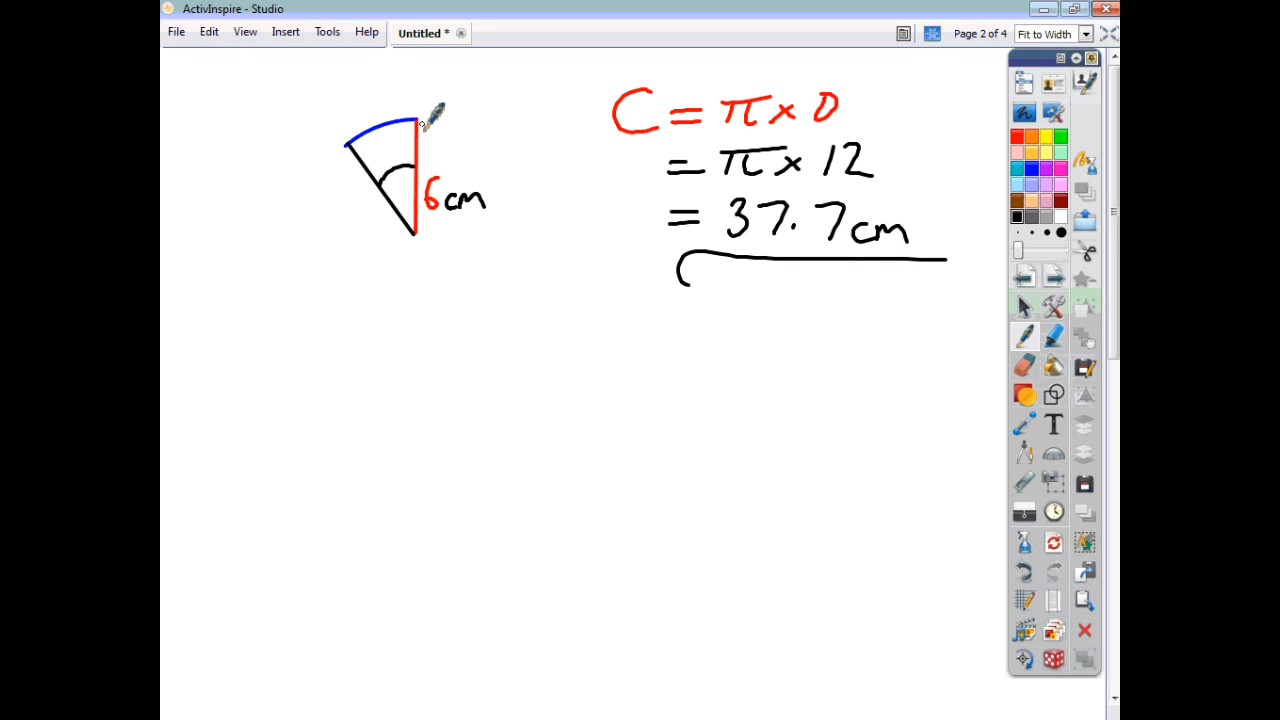 ActivInspire - Studio
File Edit View Insert Tools Help Untitled * Page 2 of 4 Fit to Width
C = π × D
= π × 12
= 37.7cm
6cm